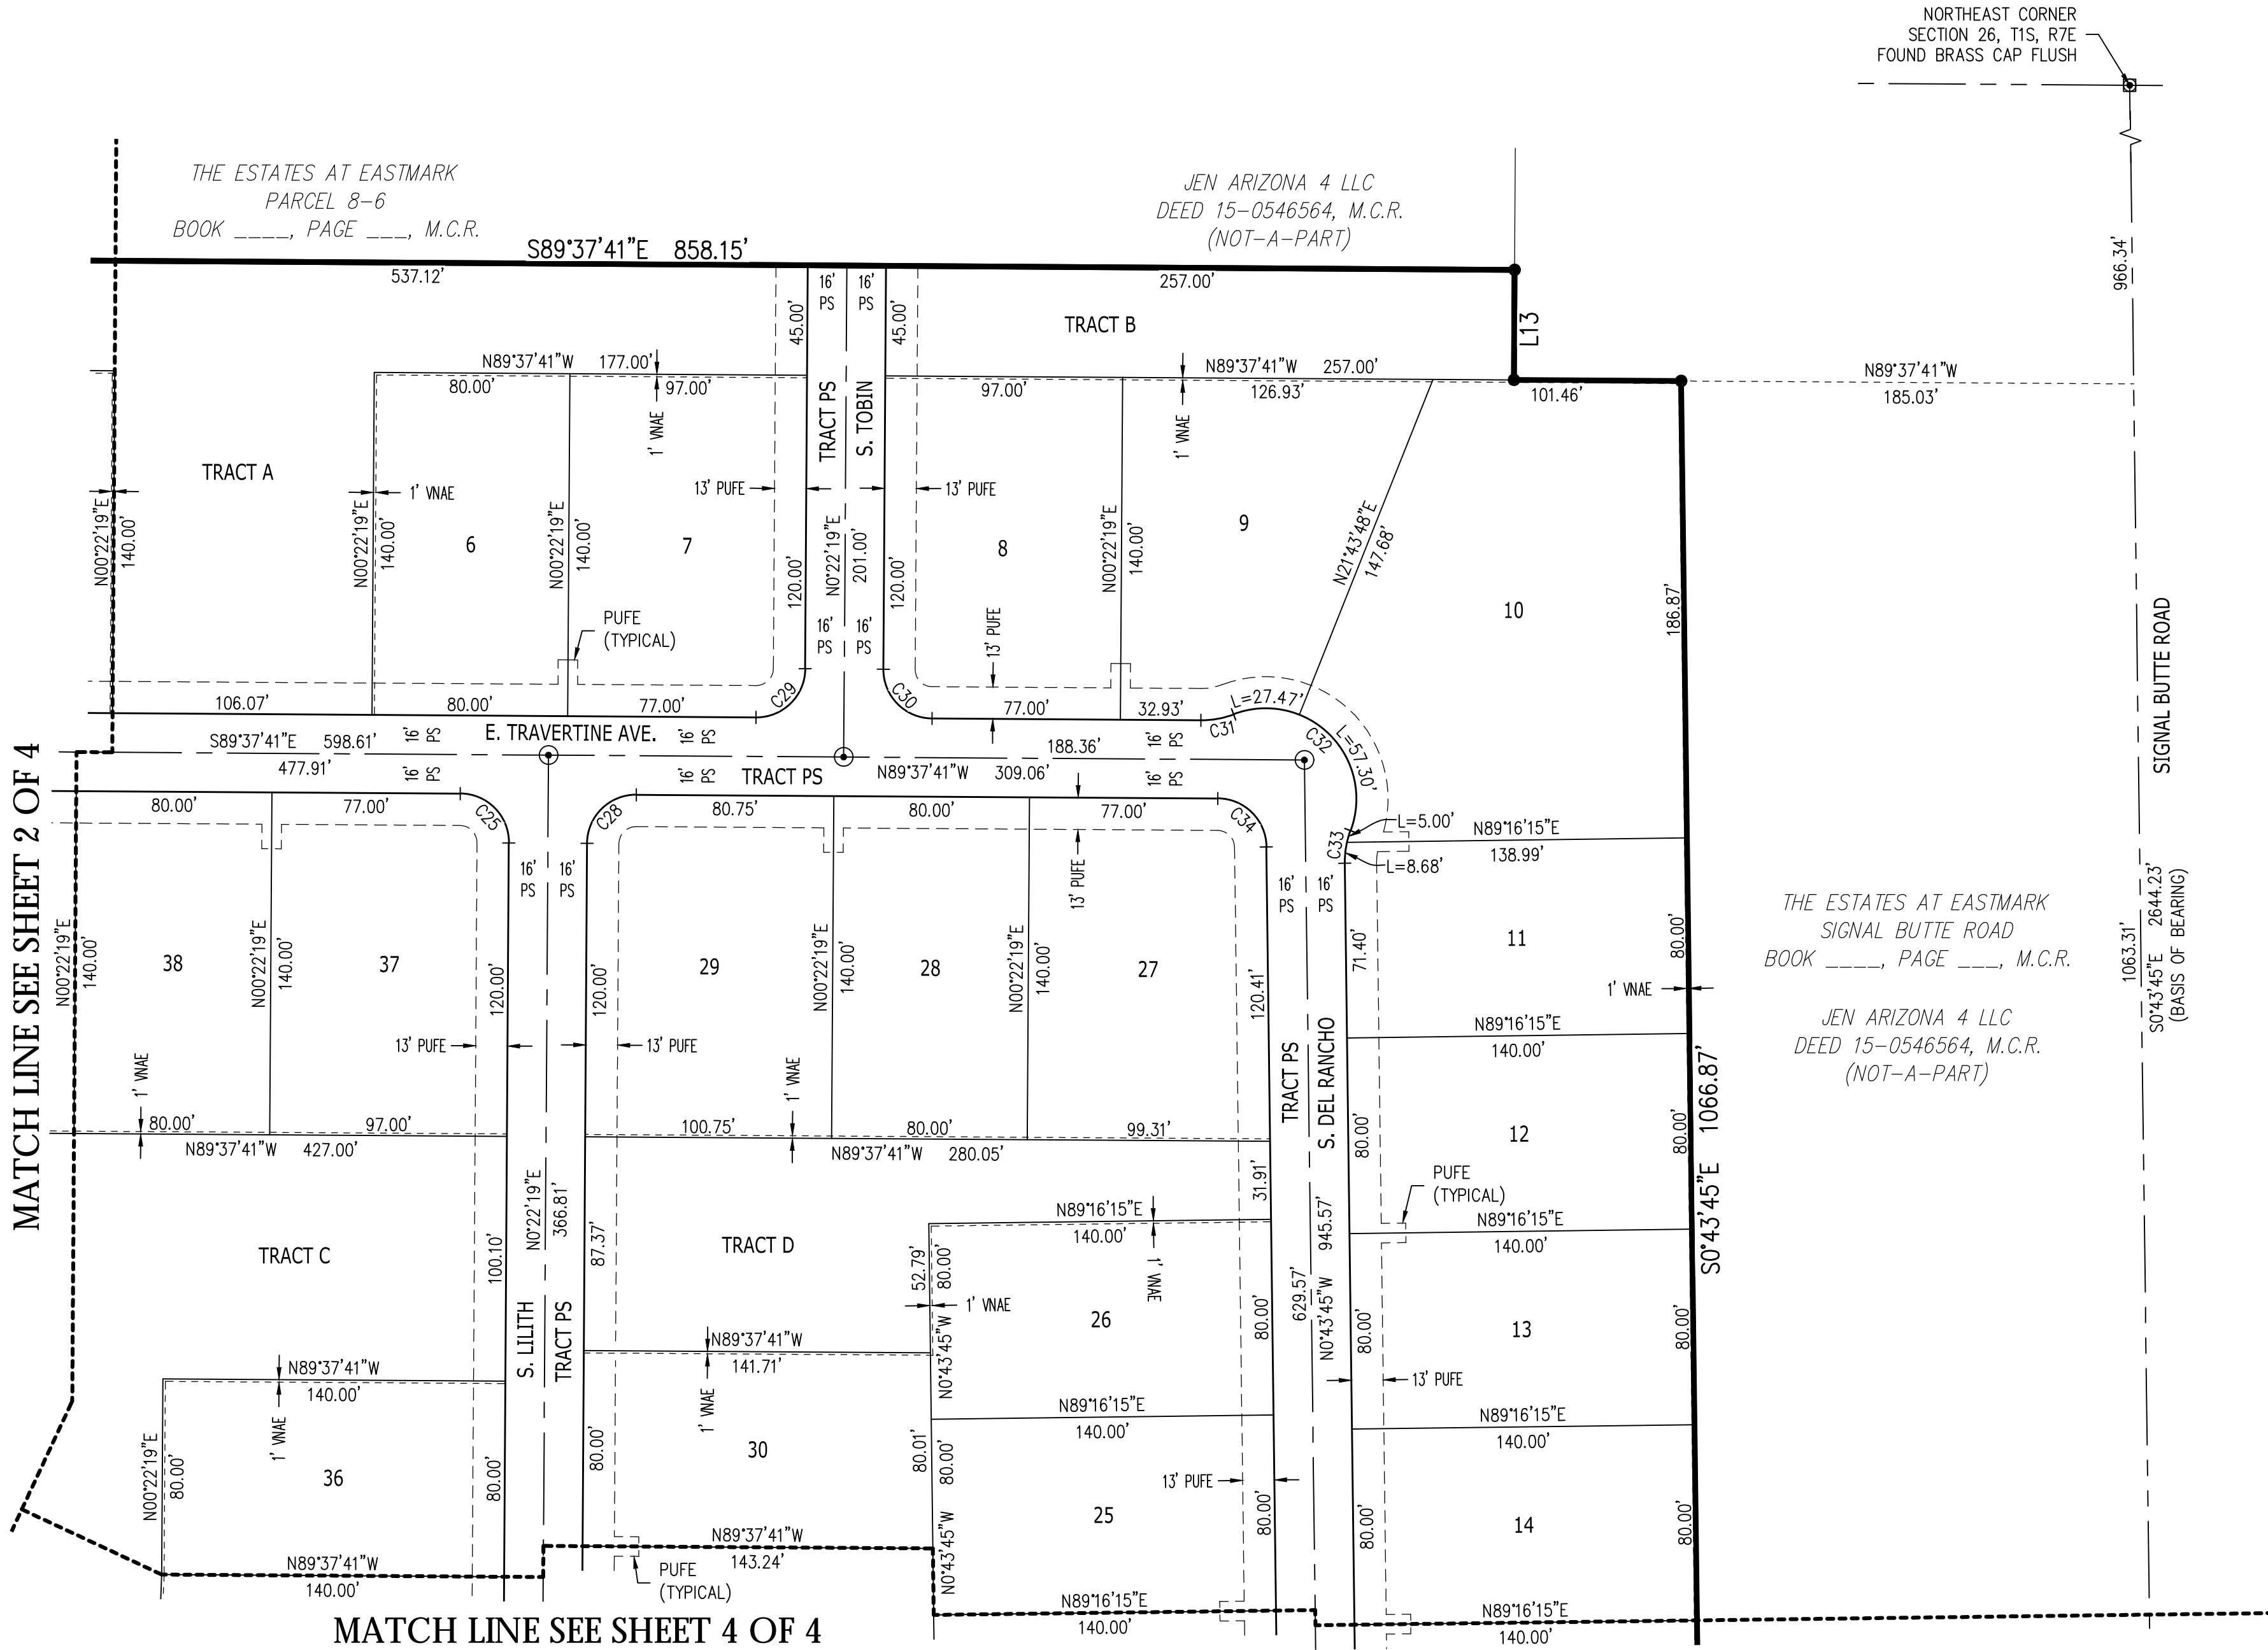 NORTHEAST CORNER
SECTION 26, T1S, R7E
FOUND BRASS CAP FLUSH
THE ESTATES AT EASTMARK
PARCEL 8-6
BOOK ____, PAGE ___, M.C.R.
JEN ARIZONA 4 LLC
DEED 15-0546564, M.C.R.
(NOT-A-PART)
S89°37'41"E 858.15'
537.12'
16' 16'
PS PS
257.00'
966.34'
45.00'
45.00'
TRACT B
L13
N89°37'41"W 177.00'
80.00'
97.00'
1' VNAE
N89°37'41"W 257.00'
97.00'
126.93'
1' VNAE
101.46'
N89°37'41"W
185.03'
TRACT PS
S. TOBIN
TRACT A
1' VNAE
13' PUFE
13' PUFE
N00°22'19"E
140.00'
N00°22'19"E
140.00'
6
N00°22'19"E
140.00'
7
120.00'
N0°22'19"E
201.00'
120.00'
8
N00°22'19"E
140.00'
9
N21°43'48"E
147.68'
10
186.87'
PUFE
(TYPICAL)
16' 16'
PS PS
13' PUFE
SIGNAL BUTTE ROAD
106.07'
80.00'
77.00'
C29
C30
77.00'
32.93'
C31
L=27.47'
C32
L=57.30'
S89°37'41"E 598.61'
477.91'
16'
PS
16'
PS
E. TRAVERTINE AVE.
16'
PS
16'
PS
TRACT PS
188.36'
N89°37'41"W 309.06'
16'
PS
16'
PS
MATCH LINE SEE SHEET 2 OF 4
80.00'
77.00'
C25
C28
80.75'
80.00'
77.00'
C34
C33
L=5.00'
L=8.68'
N89°16'15"E
138.99'
16' 16'
PS PS
13' PUFE
16' 16'
PS PS
N00°22'19"E
140.00'
38
N00°22'19"E
140.00'
37
120.00'
120.00'
29
N00°22'19"E
140.00'
28
N00°22'19"E
140.00'
27
120.41'
71.40'
11
80.00'
1' VNAE
THE ESTATES AT EASTMARK
SIGNAL BUTTE ROAD
BOOK ____, PAGE ___, M.C.R.
JEN ARIZONA 4 LLC
DEED 15-0546564, M.C.R.
(NOT-A-PART)
1063.31'
S0°43'45"E 2644.23'
(BASIS OF BEARING)
13' PUFE
13' PUFE
1' VNAE
1' VNAE
TRACT PS
S. DEL RANCHO
N89°16'15"E
140.00'
80.00'
97.00'
N89°37'41"W 427.00'
100.75'
80.00'
99.31'
N89°37'41"W 280.05'
80.00'
12
80.00'
S0°43'45"E 1066.87'
31.91'
PUFE
(TYPICAL)
N0°22'19"E
366.81'
TRACT C
100.10'
87.37'
TRACT D
N89°16'15"E
140.00'
1' VNAE
N89°16'15"E
140.00'
52.79'
80.00'
1' VNAE
26
80.00'
629.57'
N0°43'45"W 945.57'
80.00'
13
80.00'
S. LILITH
TRACT PS
N89°37'41"W
141.71'
1' VNAE
N0°43'45"W
13' PUFE
N89°37'41"W
140.00'
1' VNAE
N89°16'15"E
140.00'
N89°16'15"E
140.00'
N00°22'19"E
80.00'
36
80.00'
80.00'
30
80.01'
80.00'
N0°43'45"W
13' PUFE
25
80.00'
80.00'
14
80.00'
N89°37'41"W
140.00'
N89°37'41"W
143.24'
PUFE
(TYPICAL)
N89°16'15"E
140.00'
N89°16'15"E
140.00'
MATCH LINE SEE SHEET 4 OF 4